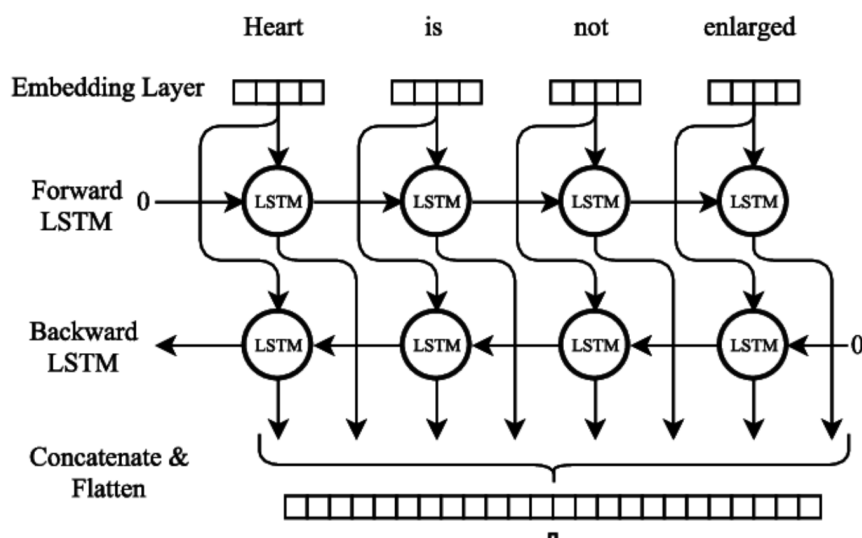 Heart is not enlarged
Embedding Layer
Forward
LSTM
0
LSTM LSTM LSTM LSTM
Backward
LSTM
LSTM LSTM LSTM LSTM
0
Concatenate &
Flatten